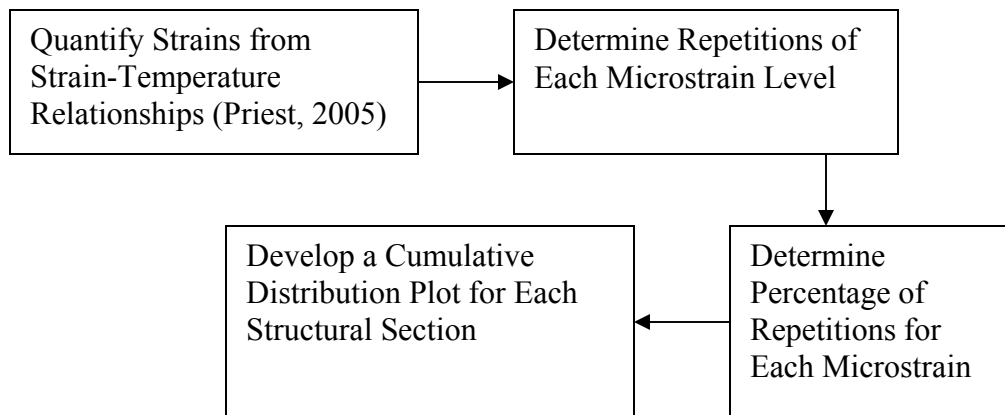 Quantify Strains from
Strain-Temperature
Relationships (Priest, 2005)
Determine Repetitions of
Each Microstrain Level
Determine
Percentage of
Repetitions for
Each Microstrain
Develop a Cumulative
Distribution Plot for Each
Structural Section